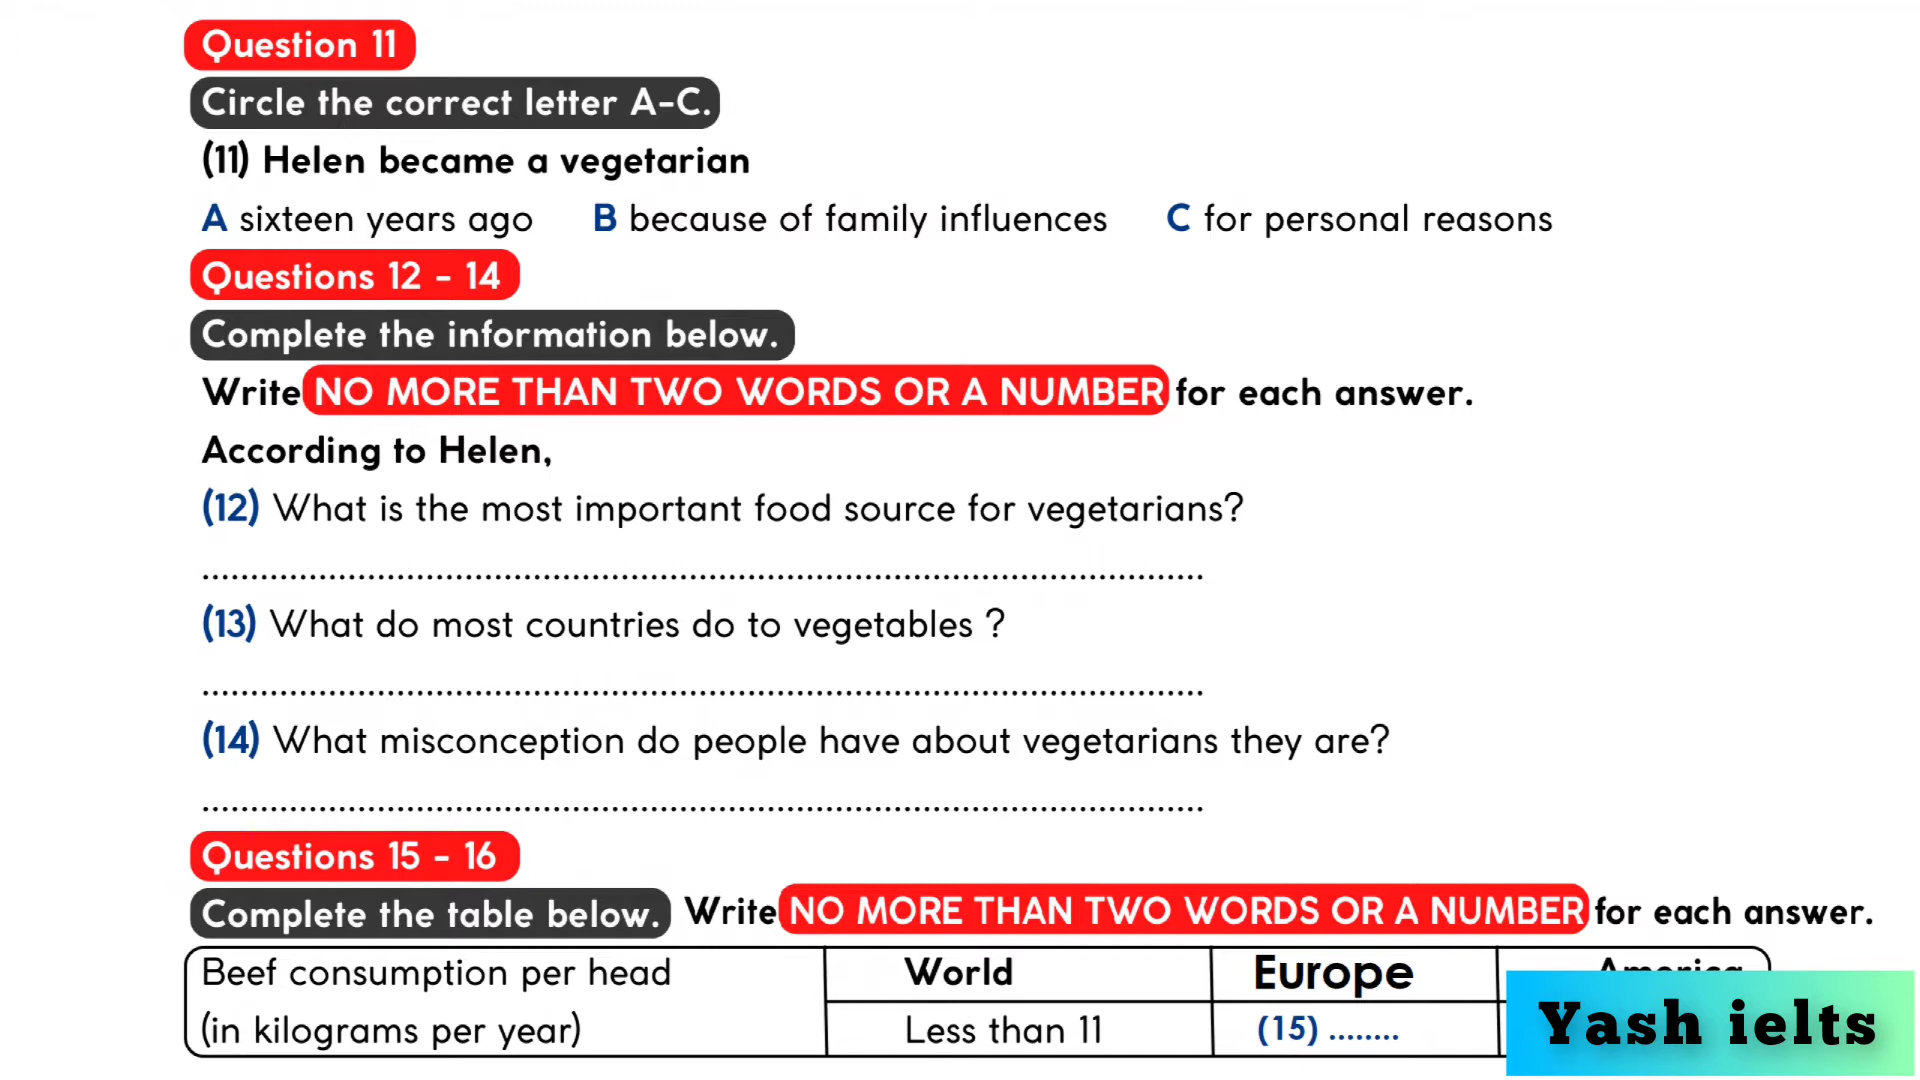 Question 11
Circle the correct letter A-C.
(11) Helen became a vegetarian
A sixteen years ago B because of family influences C for personal reasons
Questions 12 - 14
Complete the information below.
Write NO MORE THAN TWO WORDS OR A NUMBER for each answer.
According to Helen,
(12) What is the most important food source for vegetarians?
........................................................................................................
(13) What do most countries do to vegetables ?
........................................................................................................
(14) What misconception do people have about vegetarians they are?
........................................................................................................
Questions 15 - 16
Complete the table below. Write NO MORE THAN TWO WORDS OR A NUMBER for each answer.
Beef consumption per head World Europe America
(in kilograms per year) Less than 11 (15) ........
Yash ielts